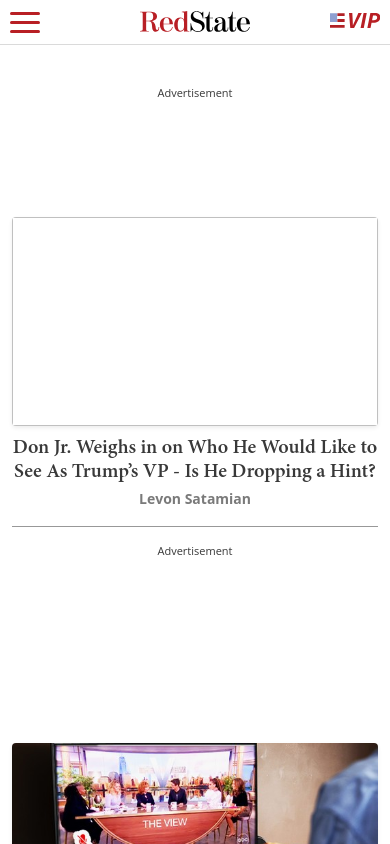 RedState
VIP
Advertisement
Don Jr. Weighs in on Who He Would Like to
See As Trump’s VP - Is He Dropping a Hint?
Levon Satamian
Advertisement
THE VIEW
abc